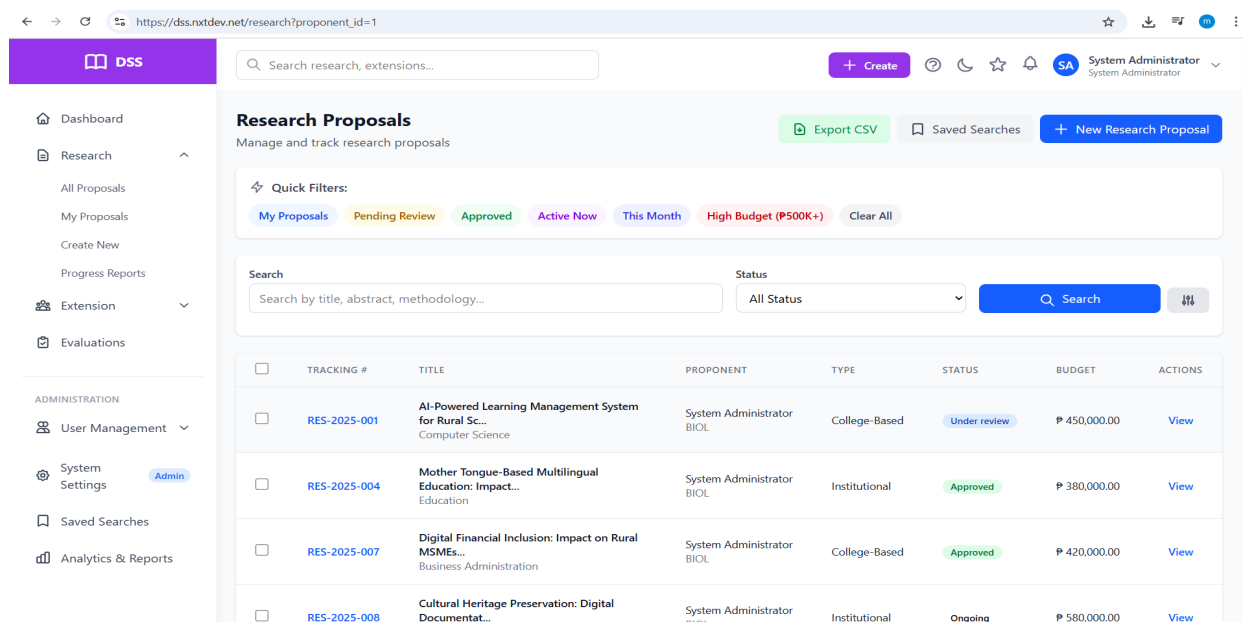 https://dss.nxtdev.net/research?proponent_id=1
m
DSS
Search research, extensions...
Create
SA
System Administrator
System Administrator
Dashboard
Research
All Proposals
My Proposals
Create New
Progress Reports
Extension
Evaluations
ADMINISTRATION
User Management
System
Settings
Admin
Saved Searches
Analytics & Reports
Research Proposals
Manage and track research proposals
Export CSV
Saved Searches
New Research Proposal
Quick Filters:
My Proposals Pending Review Approved Active Now This Month High Budget (₱500K+) Clear All
Search
Search by title, abstract, methodology...
Status
All Status
Search
TRACKING # TITLE PROPONENT TYPE STATUS BUDGET ACTIONS
RES-2025-001
AI-Powered Learning Management System
for Rural Sc...
Computer Science
System Administrator
BIOL
College-Based
Under review
₱ 450,000.00
View
RES-2025-004
Mother Tongue-Based Multilingual
Education: Impact...
Education
System Administrator
BIOL
Institutional
Approved
₱ 380,000.00
View
RES-2025-007
Digital Financial Inclusion: Impact on Rural
MSMEs...
Business Administration
System Administrator
BIOL
College-Based
Approved
₱ 420,000.00
View
RES-2025-008
Cultural Heritage Preservation: Digital
Documentat...
System Administrator
Institutional
Ongoing
₱ 580,000.00
View